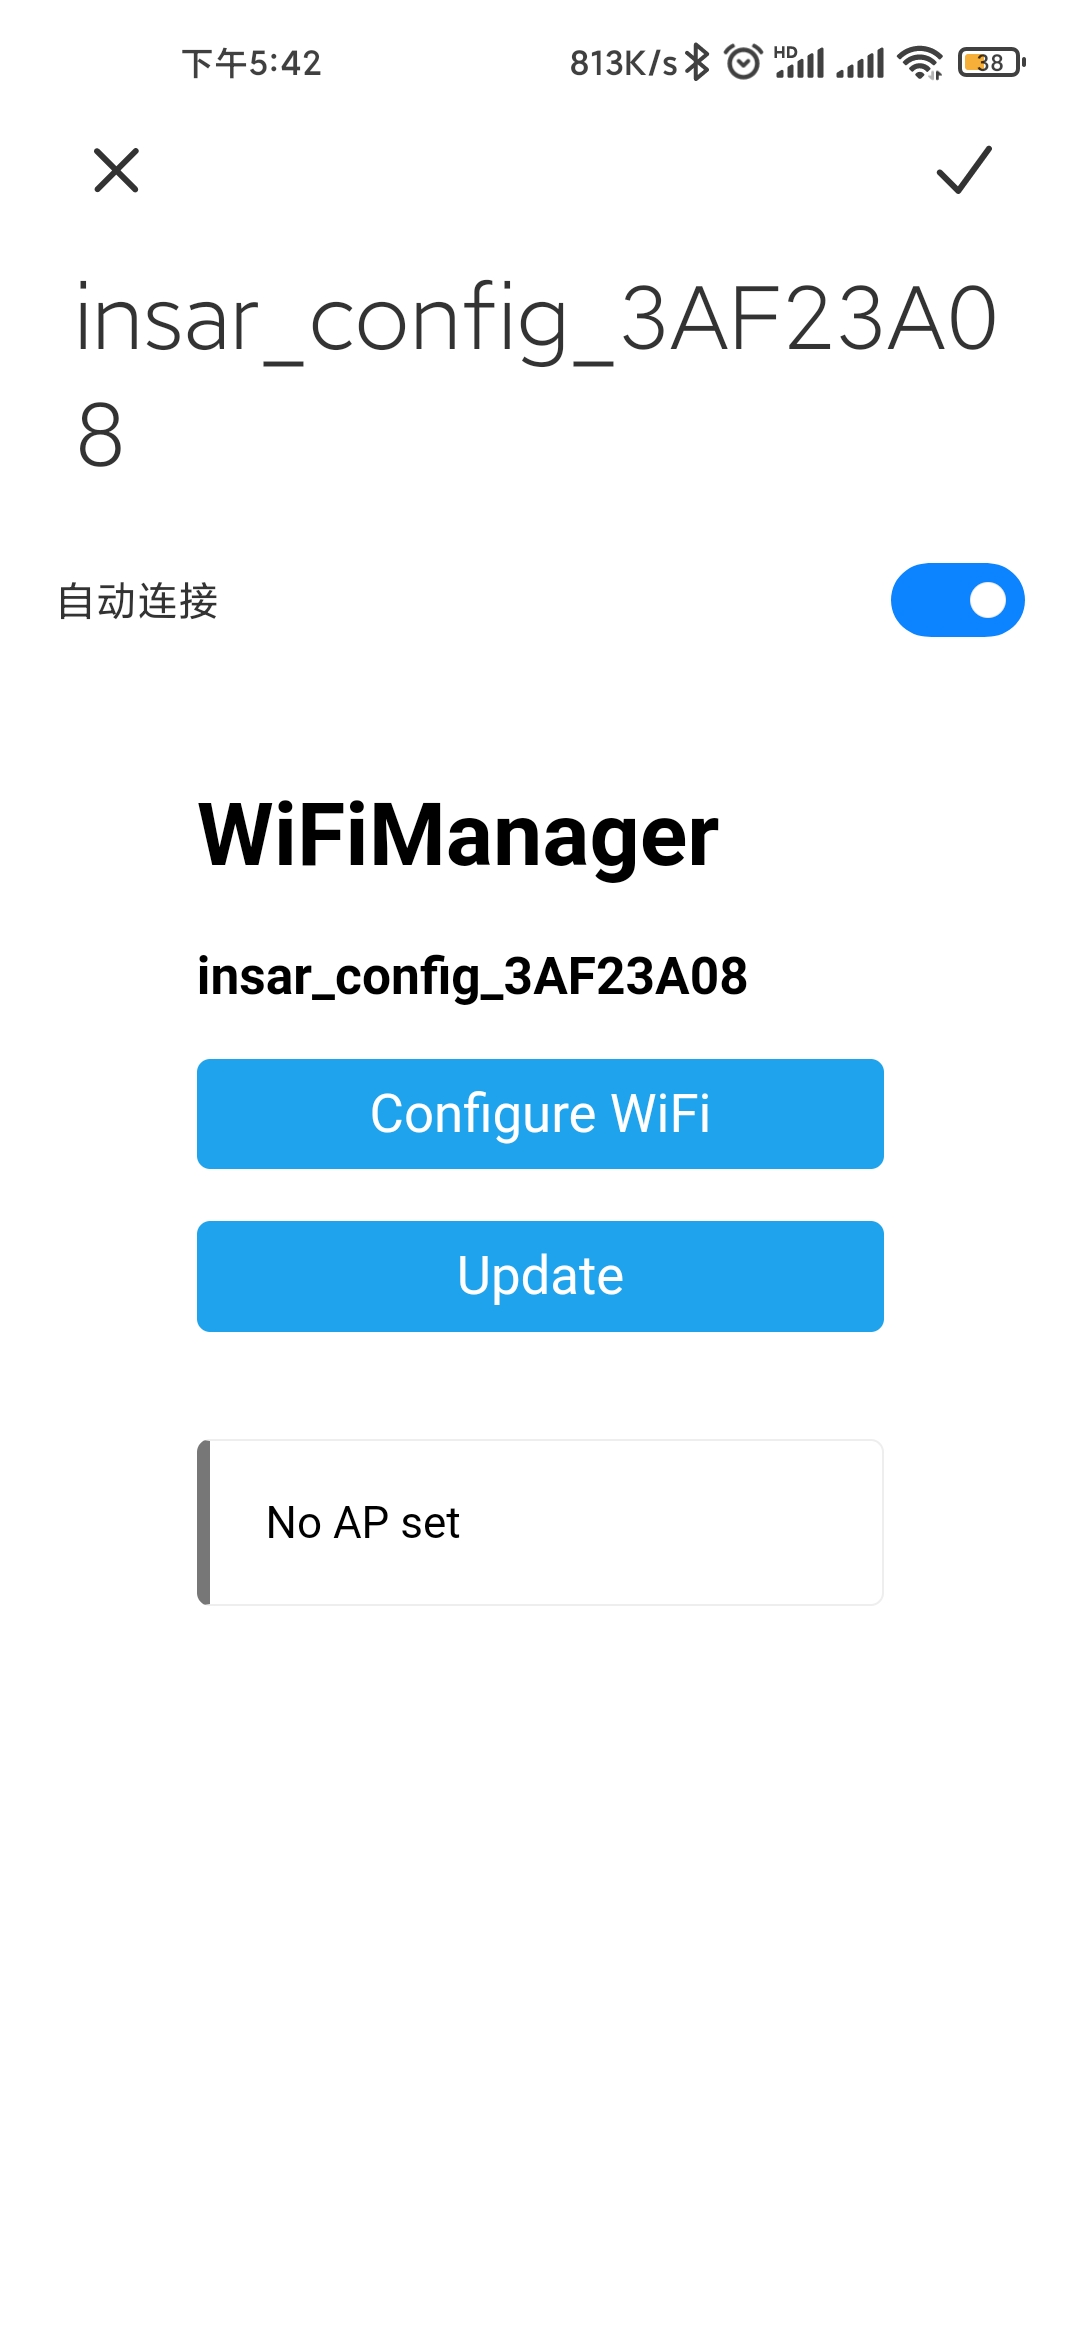 下午5:42 813K/s HD 38
insar_config_3AF23A0
8
自动连接
WiFiManager
insar_config_3AF23A08
Configure WiFi
Update
No AP set